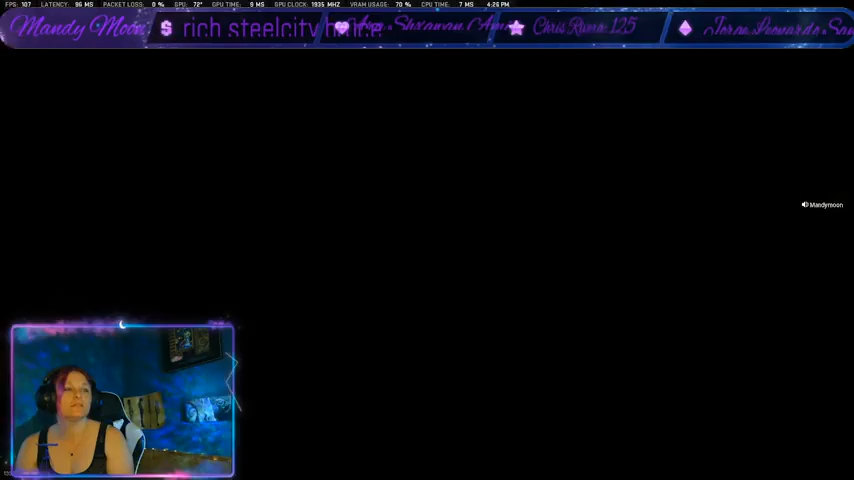 FPS: 107 LATENCY: 96 MS PACKET LOSS: 0 % GPU: 72° GPU TIME: 9 MS GPU CLOCK: 1935 MHZ VRAM USAGE: 70 % CPU TIME: 7 MS 4:26 PM
Mandy Moon rich steelcity Chris Rivera 125
Mandymoon